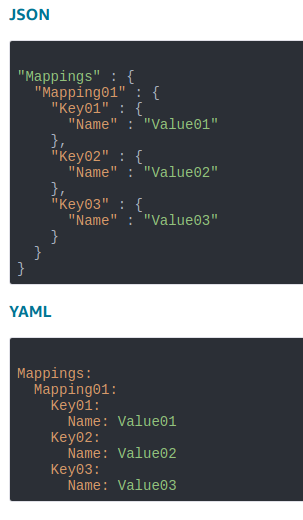 JSON
"Mappings" : {
  "Mapping01" : {
    "Key01" : {
      "Name" : "Value01"
    },
    "Key02" : {
      "Name" : "Value02"
    },
    "Key03" : {
      "Name" : "Value03"
    }
  }
}
YAML
Mappings:
  Mapping01:
    Key01:
      Name: Value01
    Key02:
      Name: Value02
    Key03:
      Name: Value03